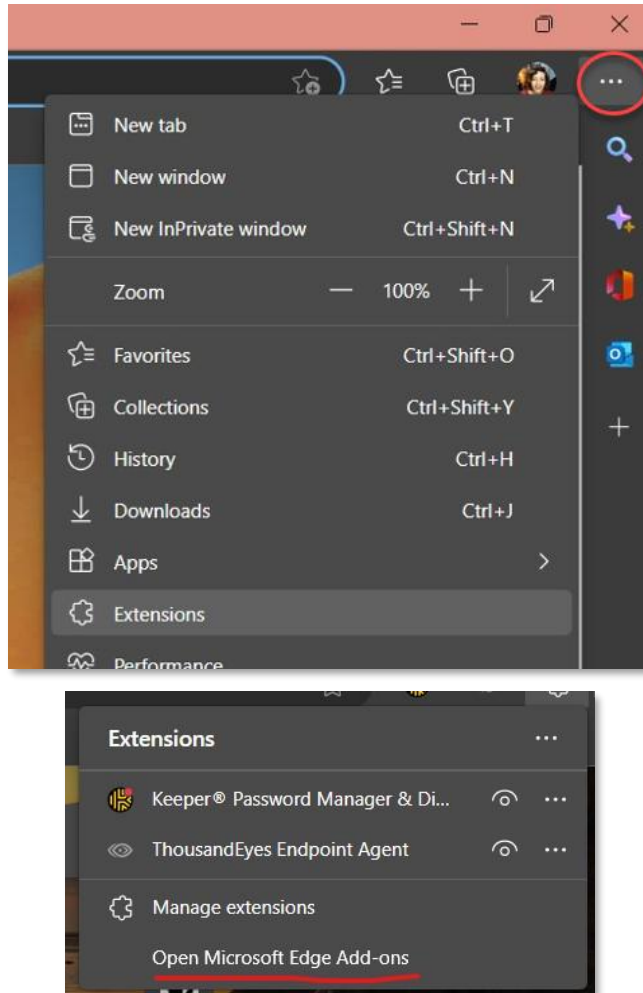 New tab Ctrl+T
New window Ctrl+N
New InPrivate window Ctrl+Shift+N
Zoom — 100% +
Favorites Ctrl+Shift+O
Collections Ctrl+Shift+Y
History Ctrl+H
Downloads Ctrl+J
Apps
Extensions
Performance
Extensions
Keeper® Password Manager & Di...
ThousandEyes Endpoint Agent
Manage extensions
Open Microsoft Edge Add-ons